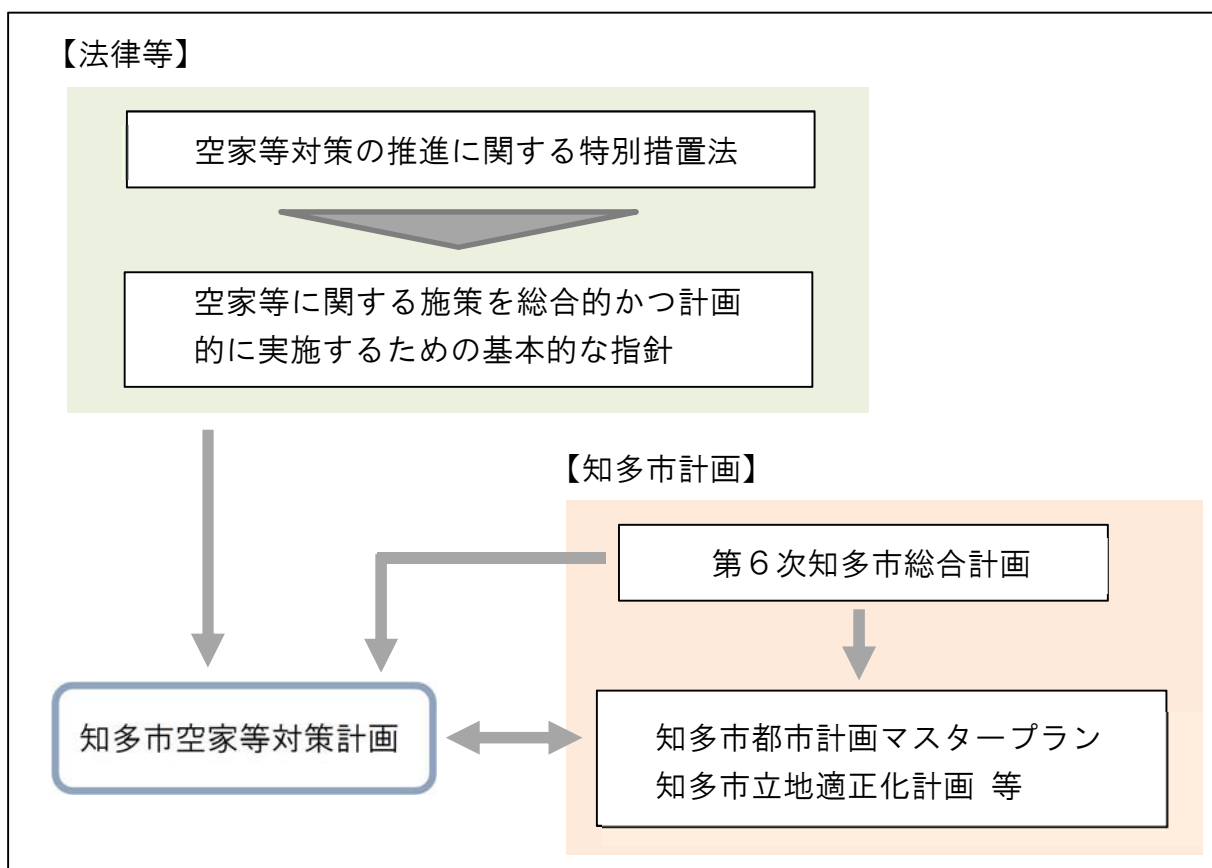 【法律等】
空家等対策の推進に関する特別措置法
空家等に関する施策を総合的かつ計画
的に実施するための基本的な指針
【知多市計画】
第６次知多市総合計画
知多市空家等対策計画
知多市都市計画マスタープラン
知多市立地適正化計画 等